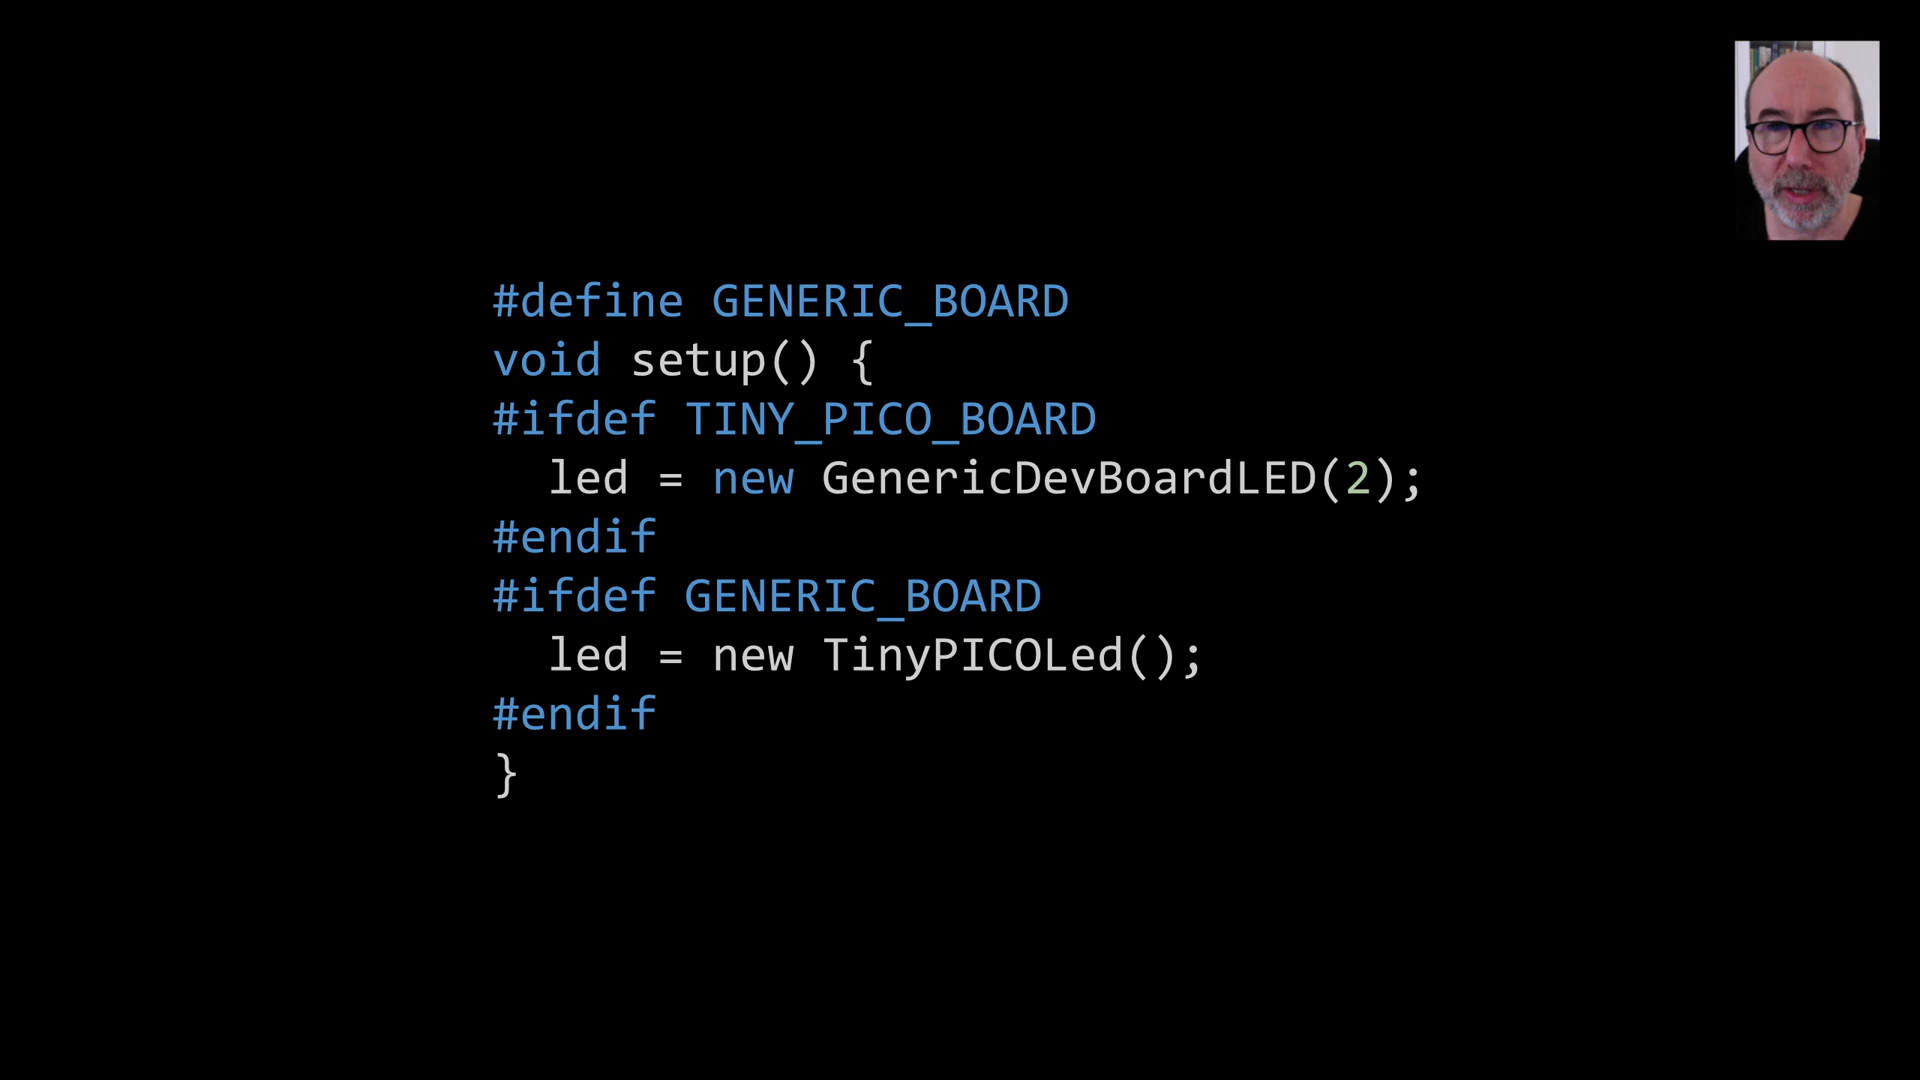 #define GENERIC_BOARD
void setup() {
#ifdef TINY_PICO_BOARD
  led = new GenericDevBoardLED(2);
#endif
#ifdef GENERIC_BOARD
  led = new TinyPICOLed();
#endif
}